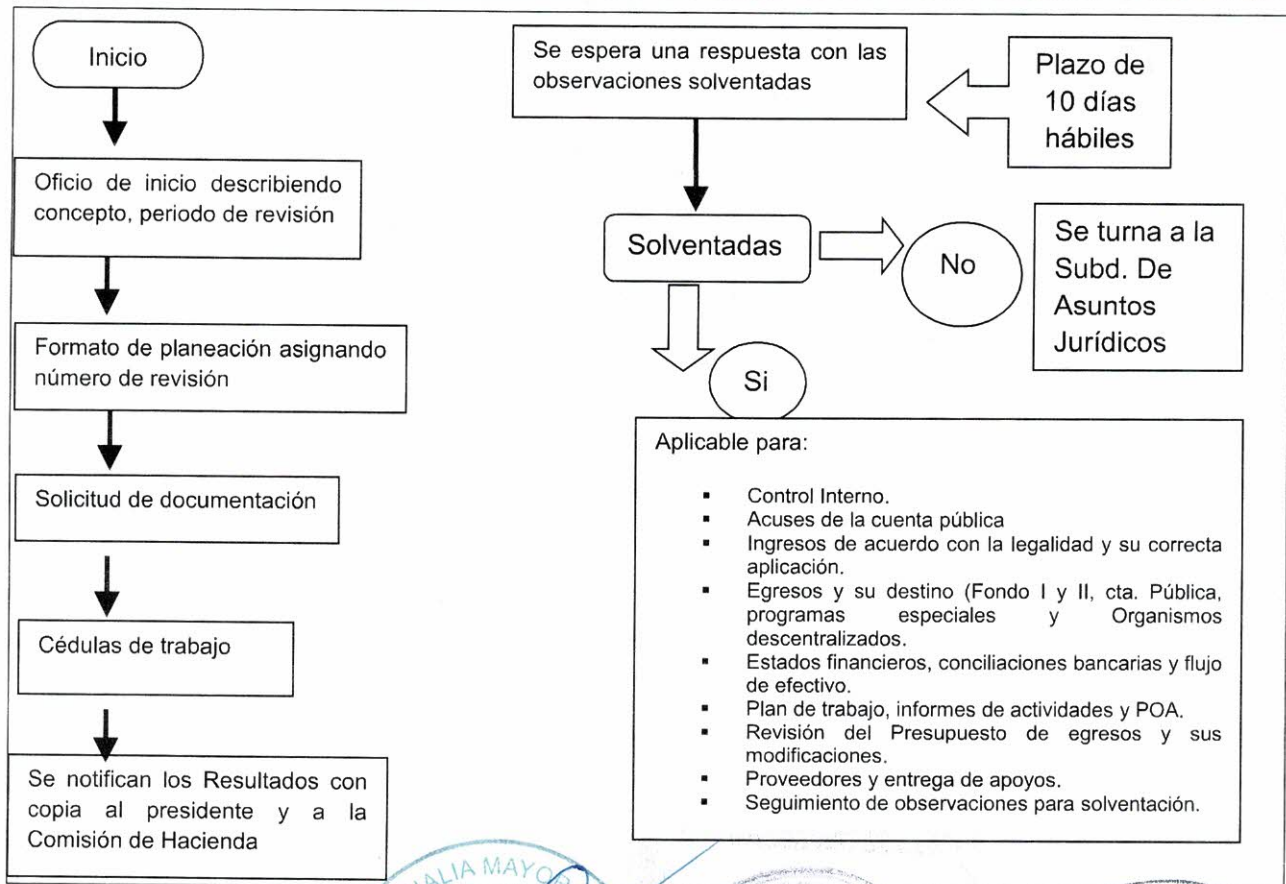 Inicio
Oficio de inicio describiendo
concepto, periodo de revisión
Formato de planeación asignando
número de revisión
Solicitud de documentación
Cédulas de trabajo
Se notifican los Resultados con
copia al presidente y a la
Comisión de Hacienda
Se espera una respuesta con las
observaciones solventadas
Plazo de
10 días
hábiles
Solventadas
No
Se turna a la
Subd. De
Asuntos
Jurídicos
Si
Aplicable para:
▪ Control Interno.
▪ Acuses de la cuenta pública
▪ Ingresos de acuerdo con la legalidad y su correcta
aplicación.
▪ Egresos y su destino (Fondo I y II, cta. Pública,
programas especiales y Organismos
descentralizados.
▪ Estados financieros, conciliaciones bancarias y flujo
de efectivo.
▪ Plan de trabajo, informes de actividades y POA.
▪ Revisión del Presupuesto de egresos y sus
modificaciones.
▪ Proveedores y entrega de apoyos.
▪ Seguimiento de observaciones para solventación.